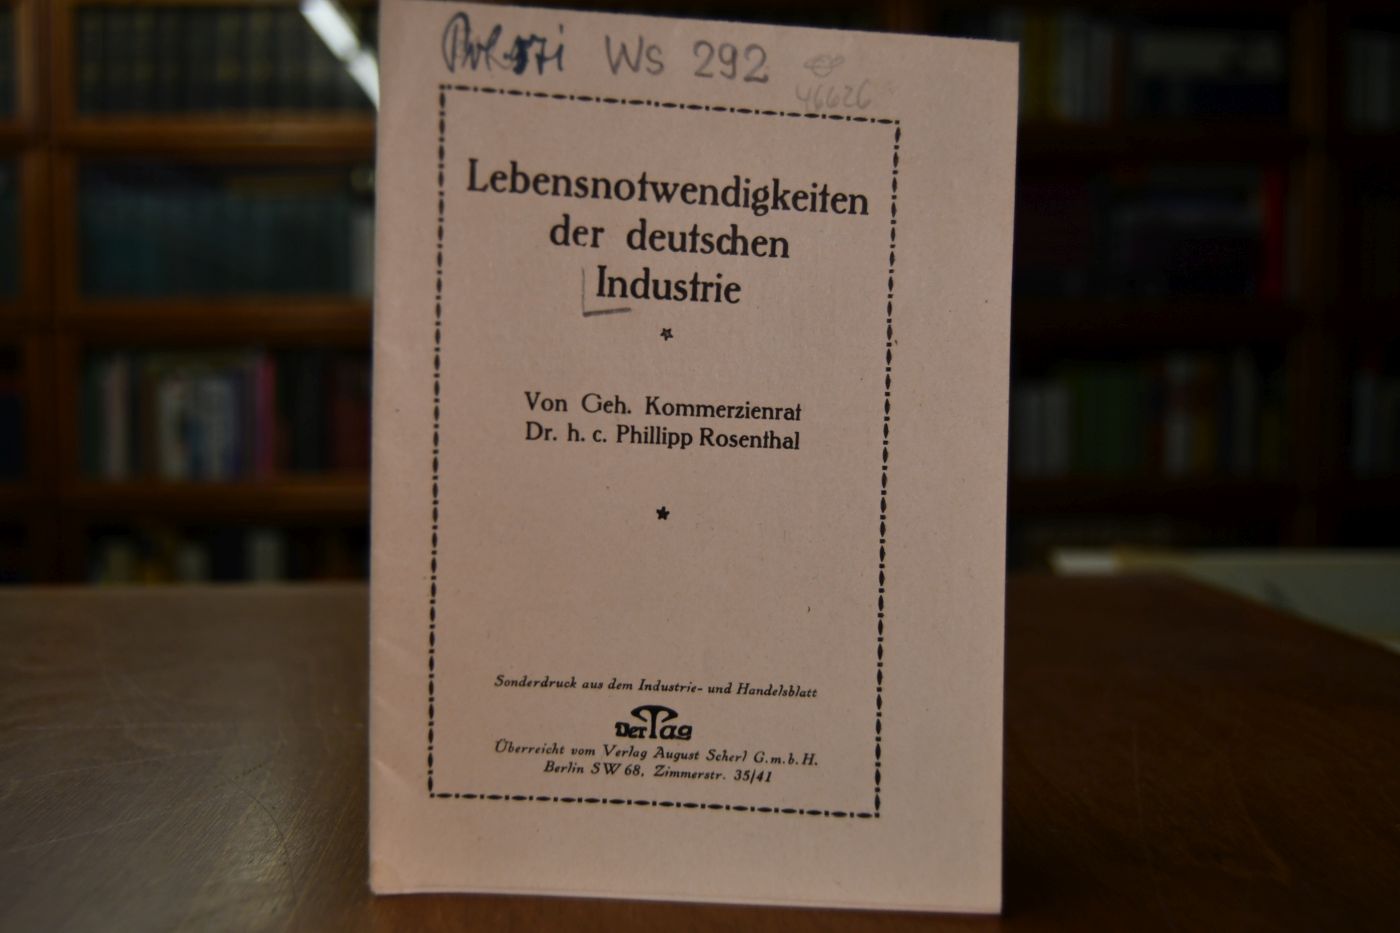 Ws 292
46626
Lebensnotwendigkeiten
der deutschen
Industrie
Von Geh. Kommerzienrat
Dr. h. c. Phillipp Rosenthal
Sonderdruck aus dem Industrie- und Handelsblatt
Der Tag
Überreicht vom Verlag August Scherl G.m.b.H.
Berlin SW 68, Zimmerstr. 35/41